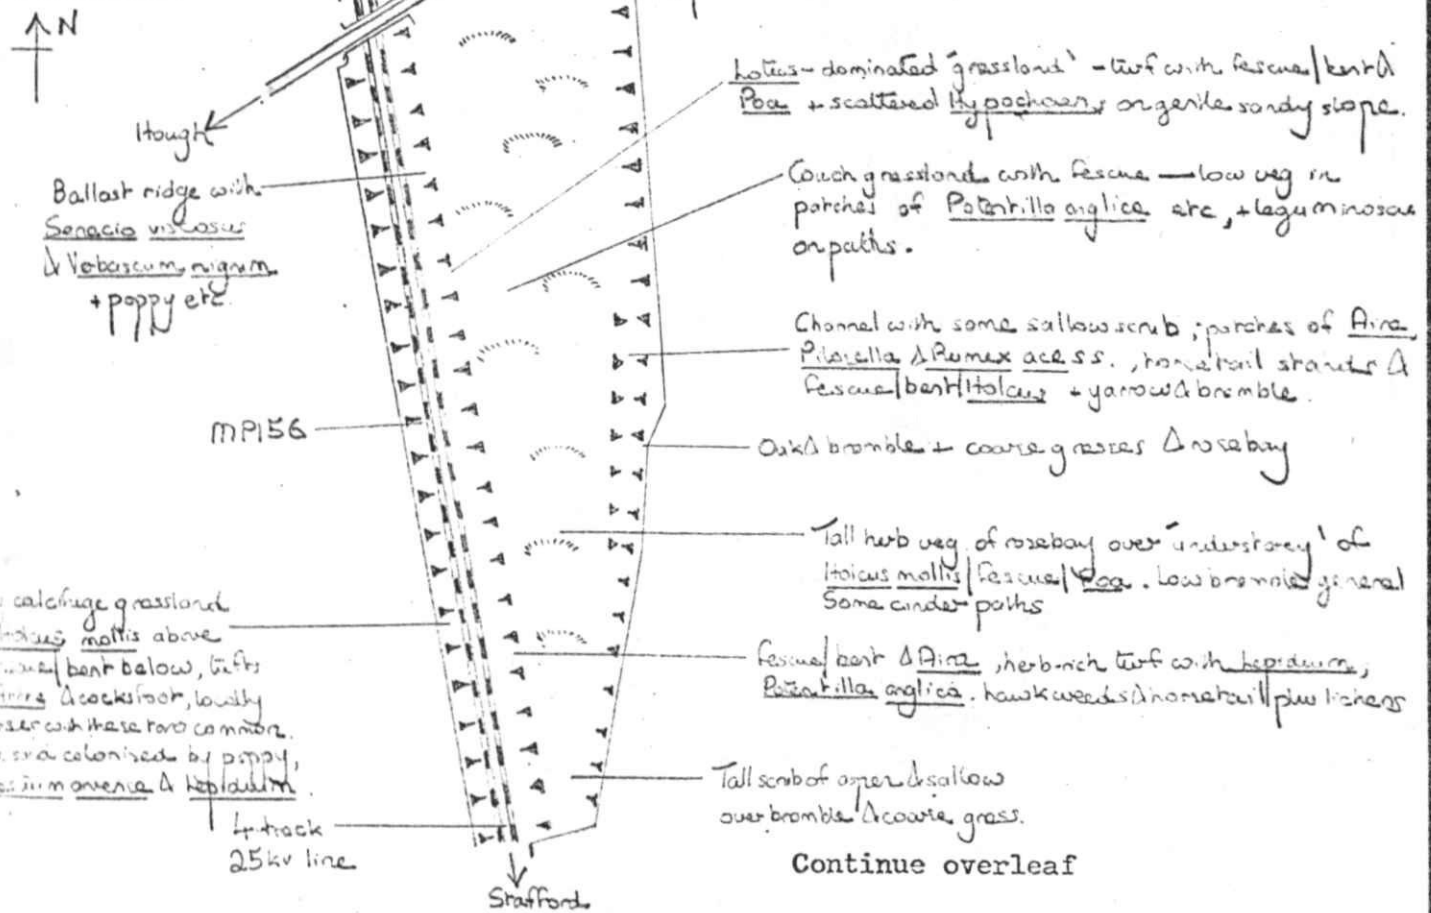 N
Lotus-dominated 'grassland' - turf with fescue/bent &
Poa + scattered Hypochaeris on gentle sandy slope.
Hough
Ballast ridge with
Senecio viscosus
& Verbascum nigrum
+ poppy etc.
Couch grassland with fescue — low veg in
patches of Potentilla anglica etc, + leguminosae
on paths.
Channel with some sallow scrub; patches of Aira,
Pilosella & Rumex acess., horsetail stands &
fescue/bent/Holcus + yarrow & bramble.
MP156
Oak & bramble + coarse grasses & rosebay
Tall herb veg. of rosebay over 'understorey' of
Holcus mollis/fescue/Poa. Low bramble general
Some cinder paths
calcifuge grassland
Holcus mollis above
/bent below, tufts
& cocksfoot, locally
with these two common.
colonised by poppy,
& Lepidium.
fescue/bent & Aira, herb-rich turf with Lepidium,
Potentilla anglica, hawkweeds & horsetail/plus lichens
Tall scrub of & sallow
over bramble & coarse grass.
4-track
25kv line
Continue overleaf
Stafford